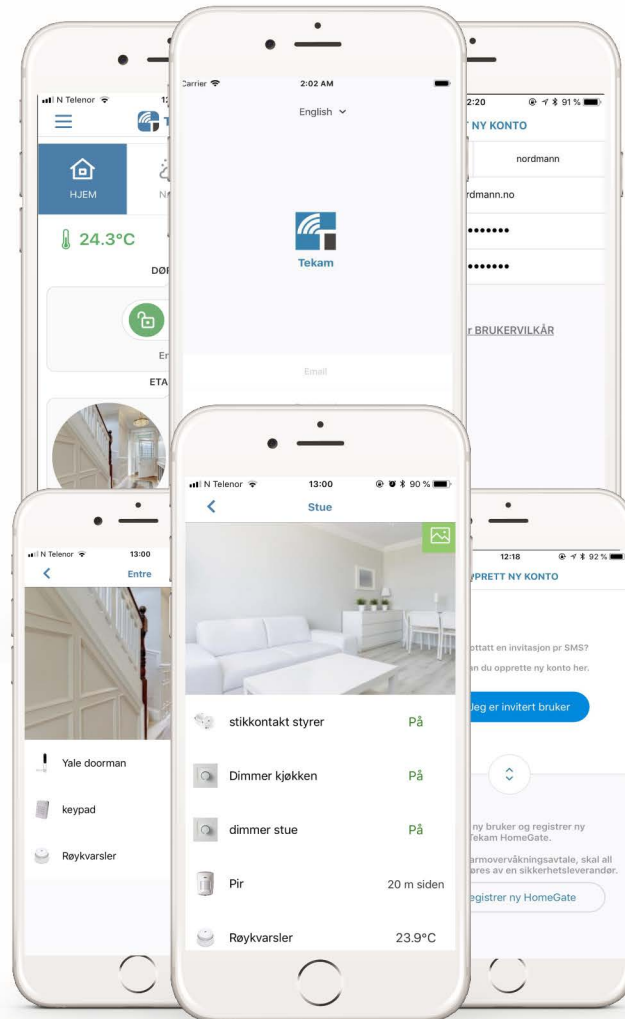 N Telenor
HJEM
24.3°C
Carrier
2:02 AM
English
Tekam
Email
2:20
91 %
NY KONTO
nordmann
rdmann.no
•••••••
•••••••
BRUKERVILKÅR
N Telenor
13:00
Entre
Yale doorman
keypad
Røykvarsler
N Telenor
13:00
90 %
Stue
stikkontakt styrer
På
Dimmer kjøkken
På
dimmer stue
På
Pir
20 m siden
Røykvarsler
23.9°C
12:18
92 %
PRETT NY KONTO
ottatt en invitasjon pr SMS?
an du opprette ny konto her.
Jeg er invitert bruker
ny bruker og registrer ny
Tekam HomeGate.
armovervåkningsavtale, skal all
øres av en sikkerhetsleverandør.
egistrer ny HomeGate